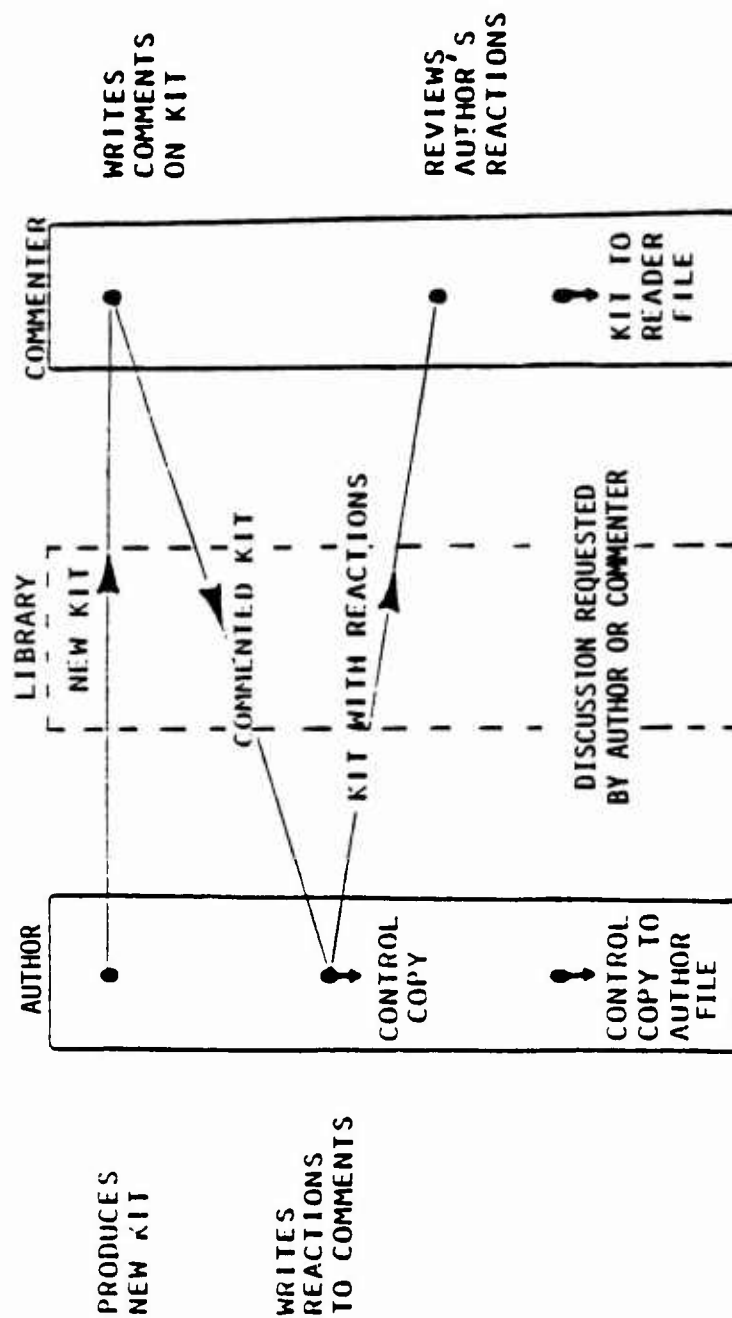 AUTHOR
LIBRARY
COMMENTER
PRODUCES
NEW KIT
NEW KIT
WRITES
COMMENTS
ON KIT
COMMENTED KIT
WRITES
REACTIONS
TO COMMENTS
CONTROL
COPY
KIT WITH REACTIONS
REVIEWS
AUTHOR'S
REACTIONS
CONTROL
COPY TO
AUTHOR
FILE
DISCUSSION REQUESTED
BY AUTHOR OR COMMENTER
KIT TO
READER
FILE